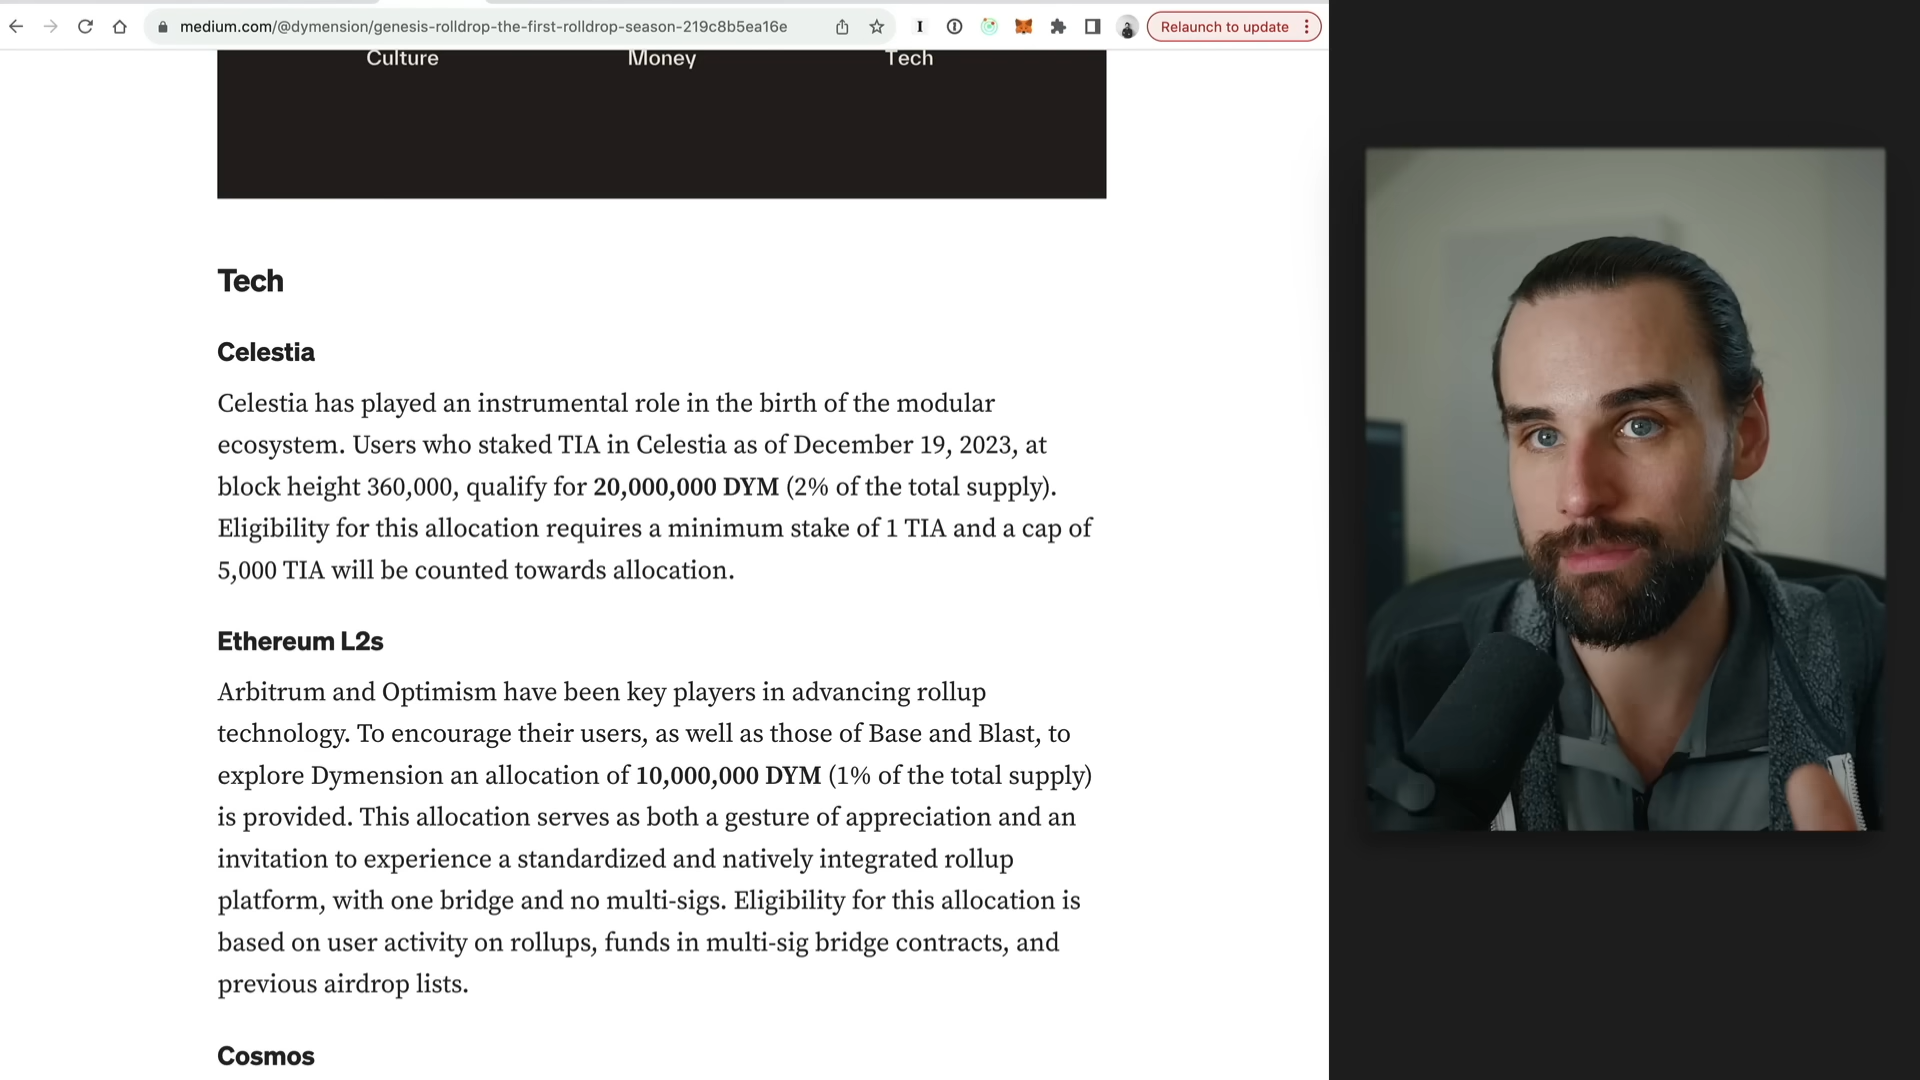 medium.com/@dymension/genesis-rolldrop-the-first-rolldrop-season-219c8b5ea16e
Relaunch to update
Culture Money Tech
Tech
Celestia
Celestia has played an instrumental role in the birth of the modular
ecosystem. Users who staked TIA in Celestia as of December 19, 2023, at
block height 360,000, qualify for 20,000,000 DYM (2% of the total supply).
Eligibility for this allocation requires a minimum stake of 1 TIA and a cap of
5,000 TIA will be counted towards allocation.
Ethereum L2s
Arbitrum and Optimism have been key players in advancing rollup
technology. To encourage their users, as well as those of Base and Blast, to
explore Dymension an allocation of 10,000,000 DYM (1% of the total supply)
is provided. This allocation serves as both a gesture of appreciation and an
invitation to experience a standardized and natively integrated rollup
platform, with one bridge and no multi-sigs. Eligibility for this allocation is
based on user activity on rollups, funds in multi-sig bridge contracts, and
previous airdrop lists.
Cosmos